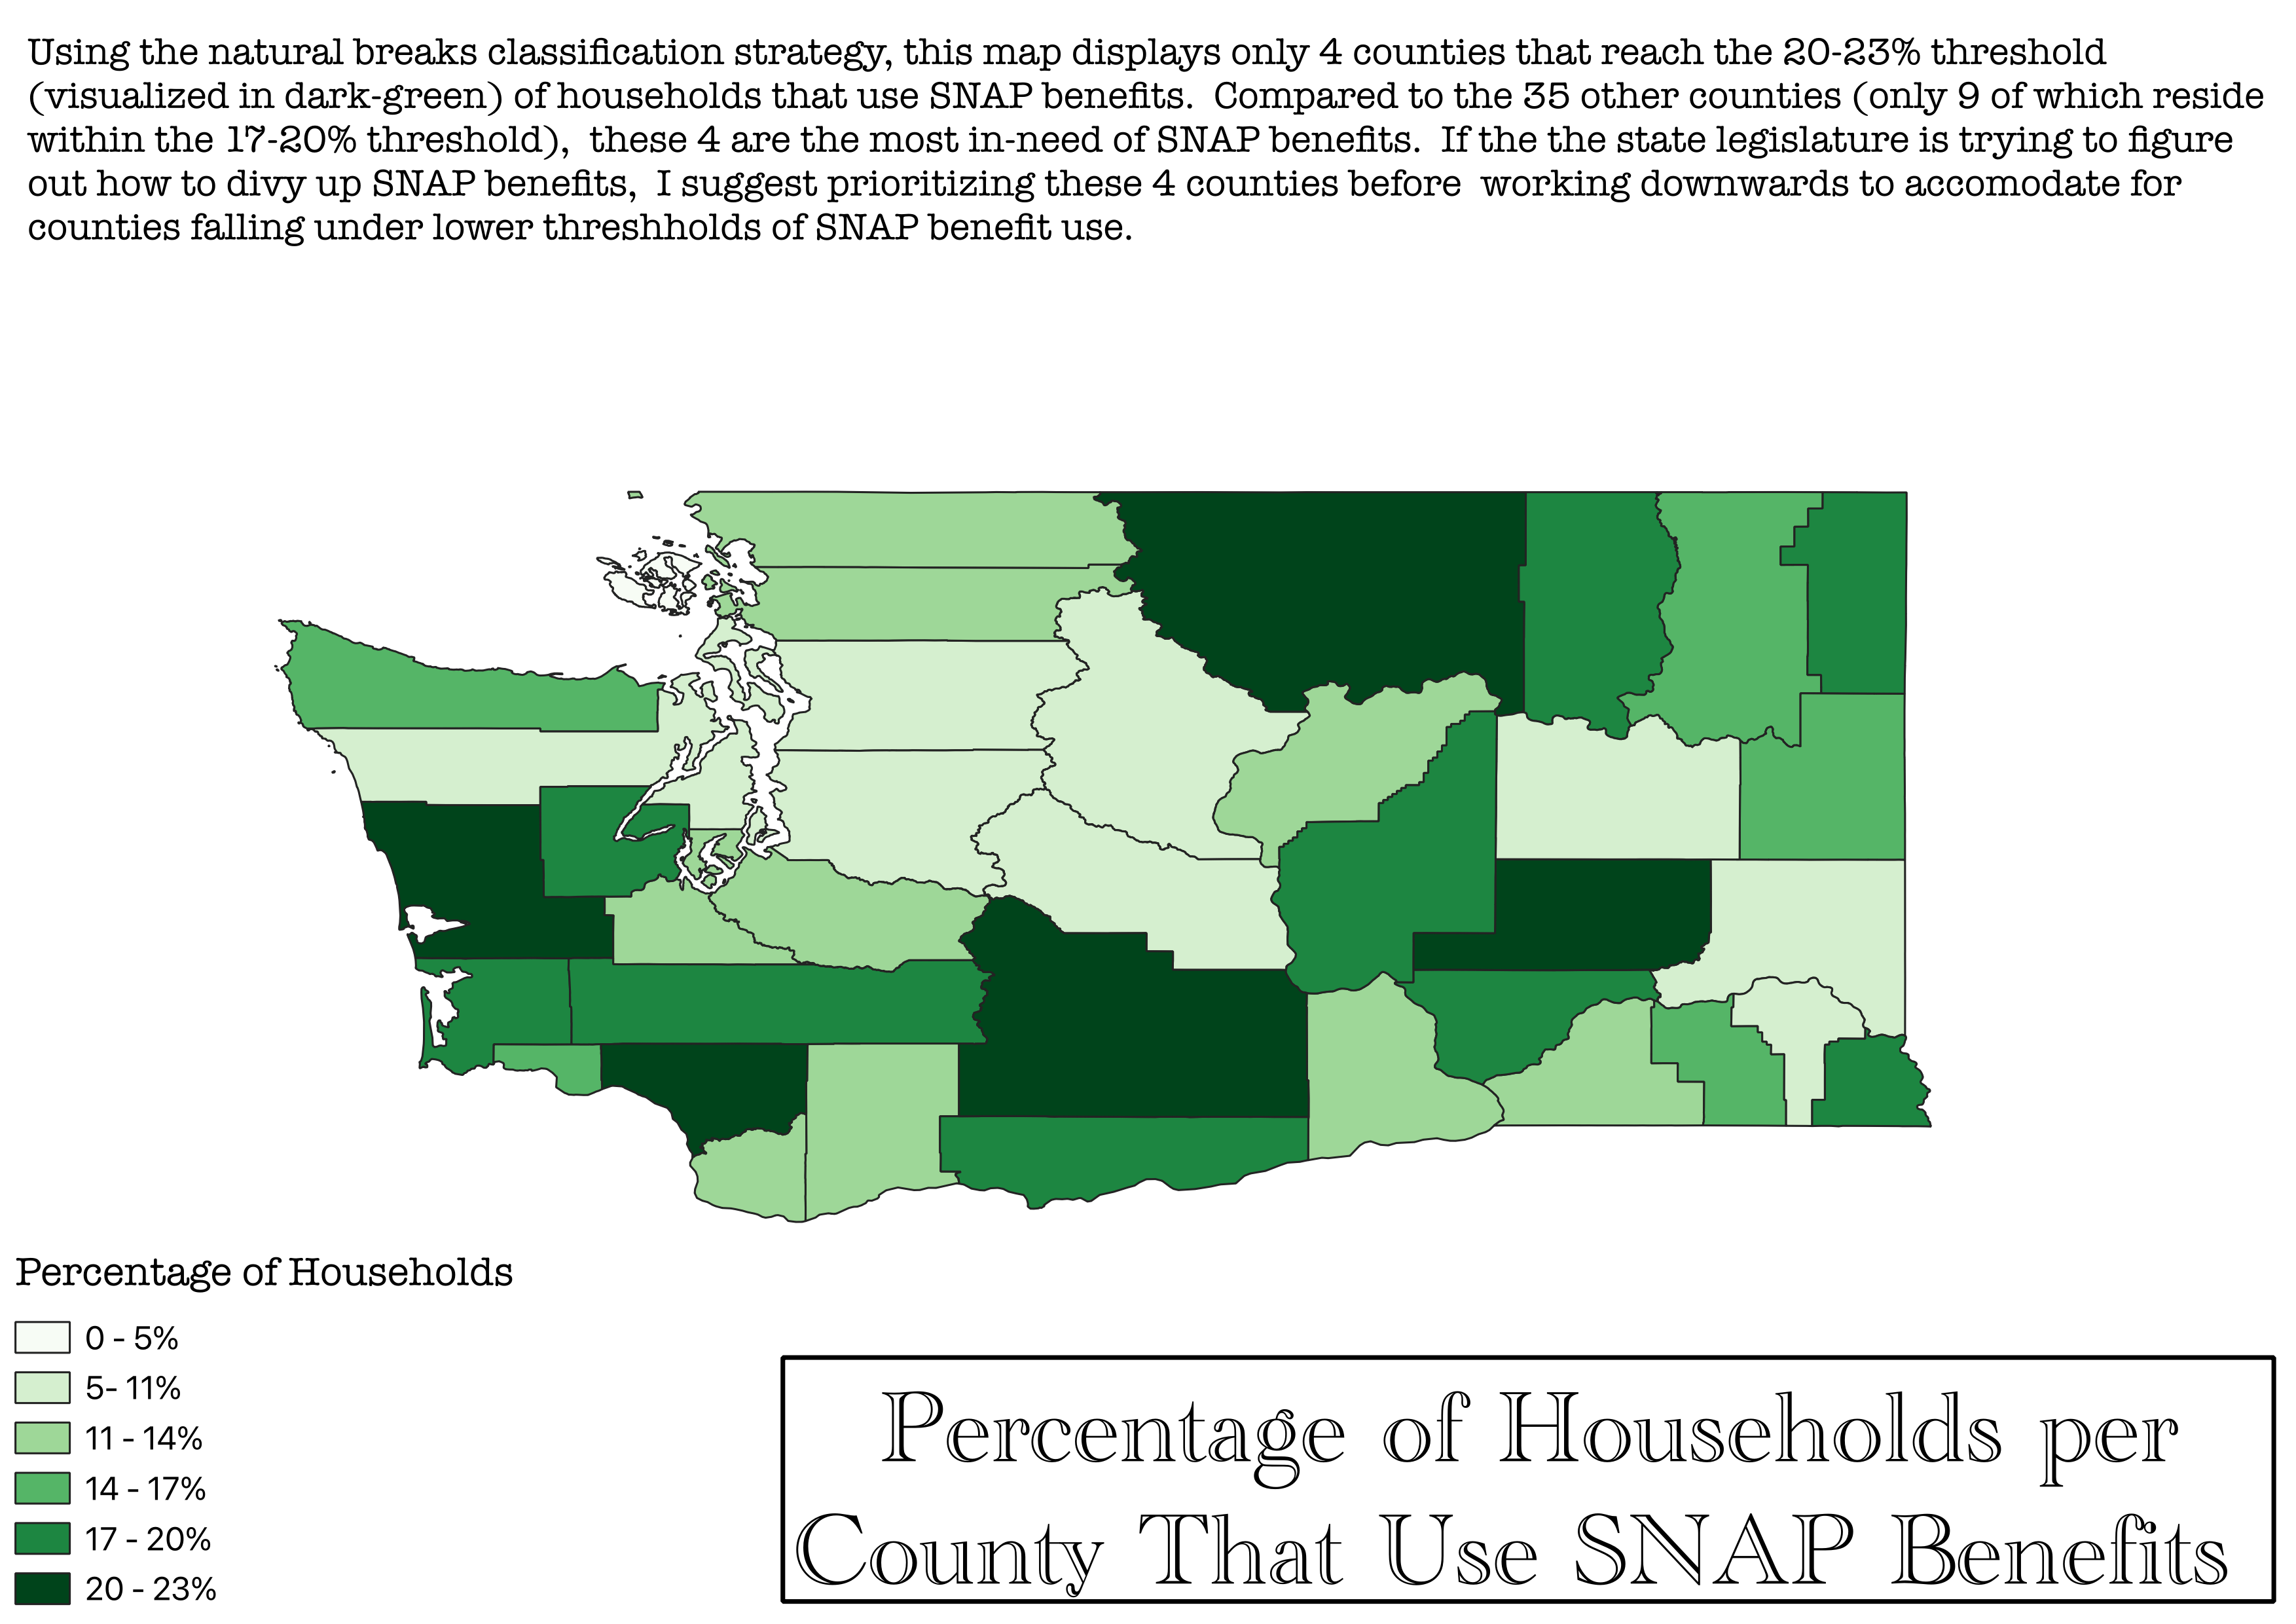 Using the natural breaks classification strategy, this map displays only 4 counties that reach the 20-23% threshold
(visualized in dark-green) of households that use SNAP benefits.  Compared to the 35 other counties (only 9 of which reside
within the 17-20% threshold),  these 4 are the most in-need of SNAP benefits.  If the the state legislature is trying to figure
out how to divy up SNAP benefits,  I suggest prioritizing these 4 counties before  working downwards to accomodate for
counties falling under lower threshholds of SNAP benefit use.
Percentage of Households
0 - 5%
5- 11%
11 - 14%
14 - 17%
17 - 20%
20 - 23%
Percentage of Households per
County That Use SNAP Benefits